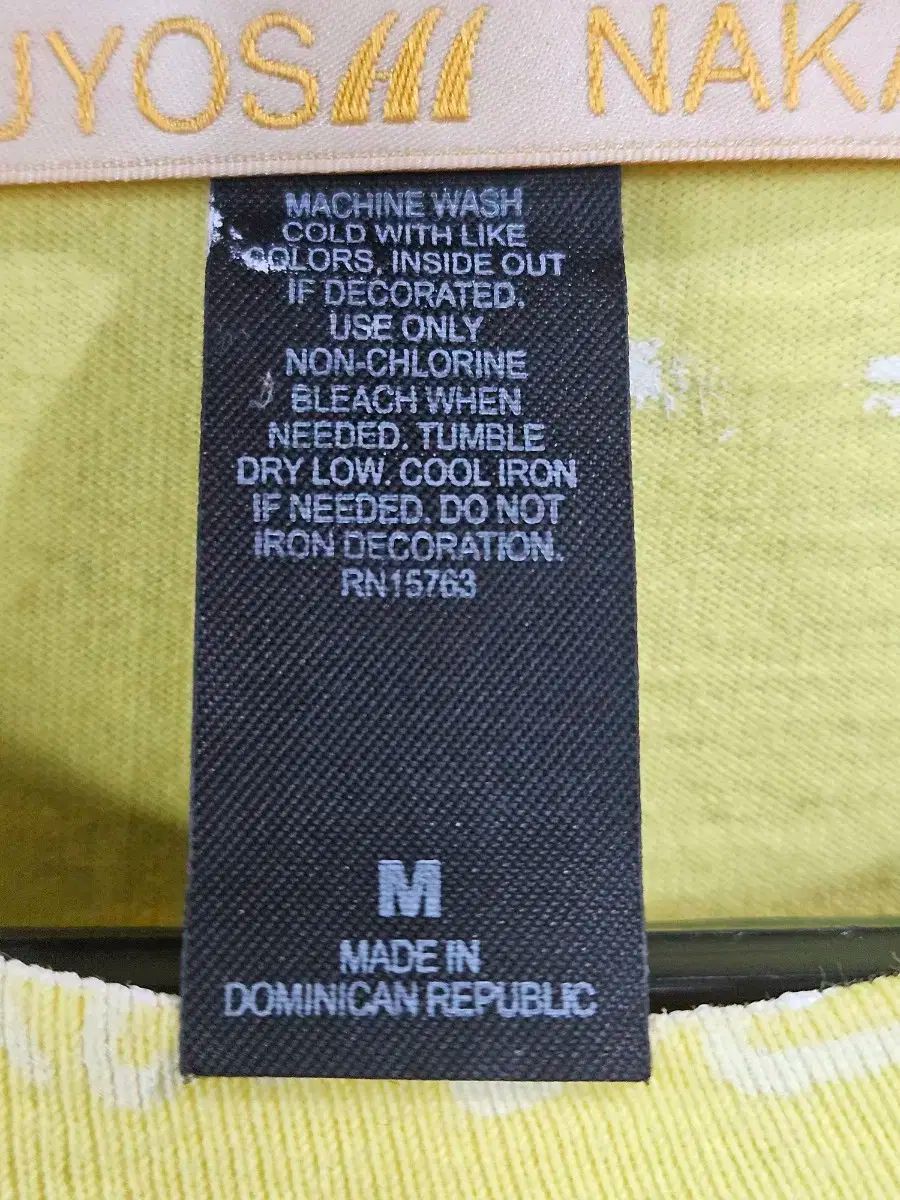 UYOSHI NAKA
MACHINE WASH
COLD WITH LIKE
COLORS, INSIDE OUT
IF DECORATED.
USE ONLY
NON-CHLORINE
BLEACH WHEN
NEEDED. TUMBLE
DRY LOW. COOL IRON
IF NEEDED. DO NOT
IRON DECORATION.
RN15763
M
MADE IN
DOMINICAN REPUBLIC